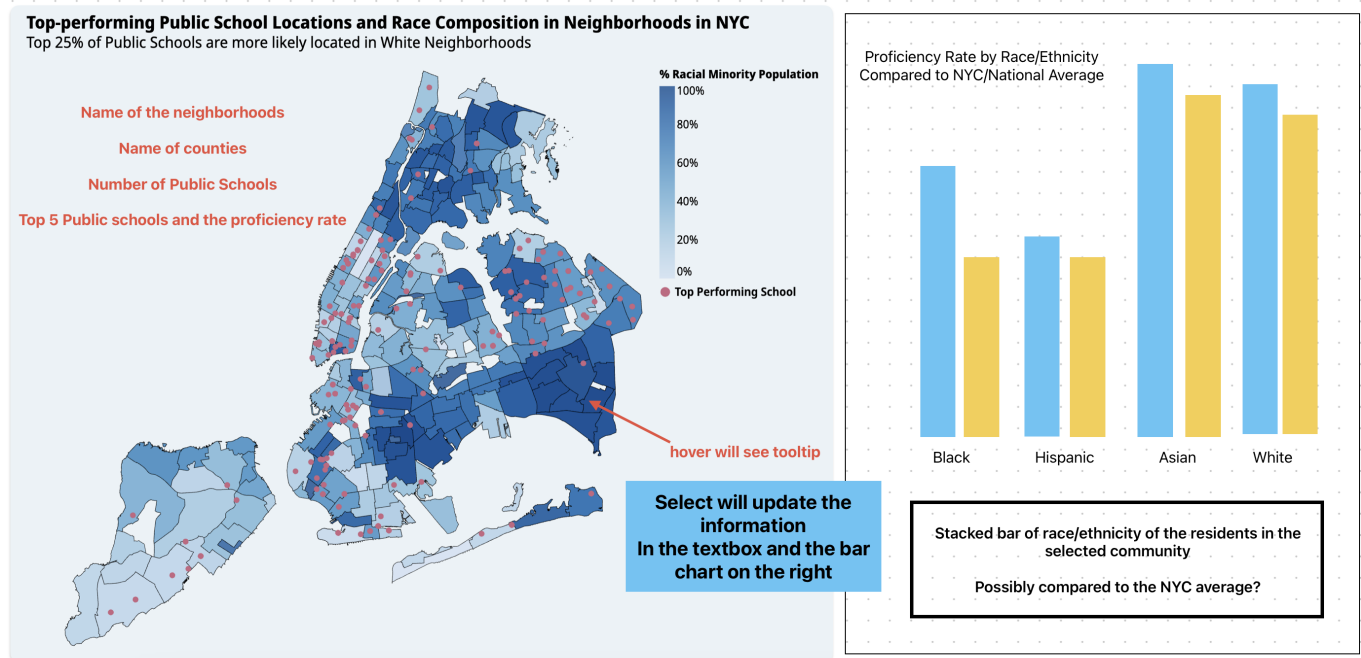 Top-performing Public School Locations and Race Composition in Neighborhoods in NYC
Top 25% of Public Schools are more likely located in White Neighborhoods
Name of the neighborhoods
Name of counties
Number of Public Schools
Top 5 Public schools and the proficiency rate
% Racial Minority Population
100%
80%
60%
40%
20%
0%
Top Performing School
hover will see tooltip
Select will update the
information
In the textbox and the bar
chart on the right
Proficiency Rate by Race/Ethnicity
Compared to NYC/National Average
Black
Hispanic
Asian
White
Stacked bar of race/ethnicity of the residents in the
selected community
Possibly compared to the NYC average?